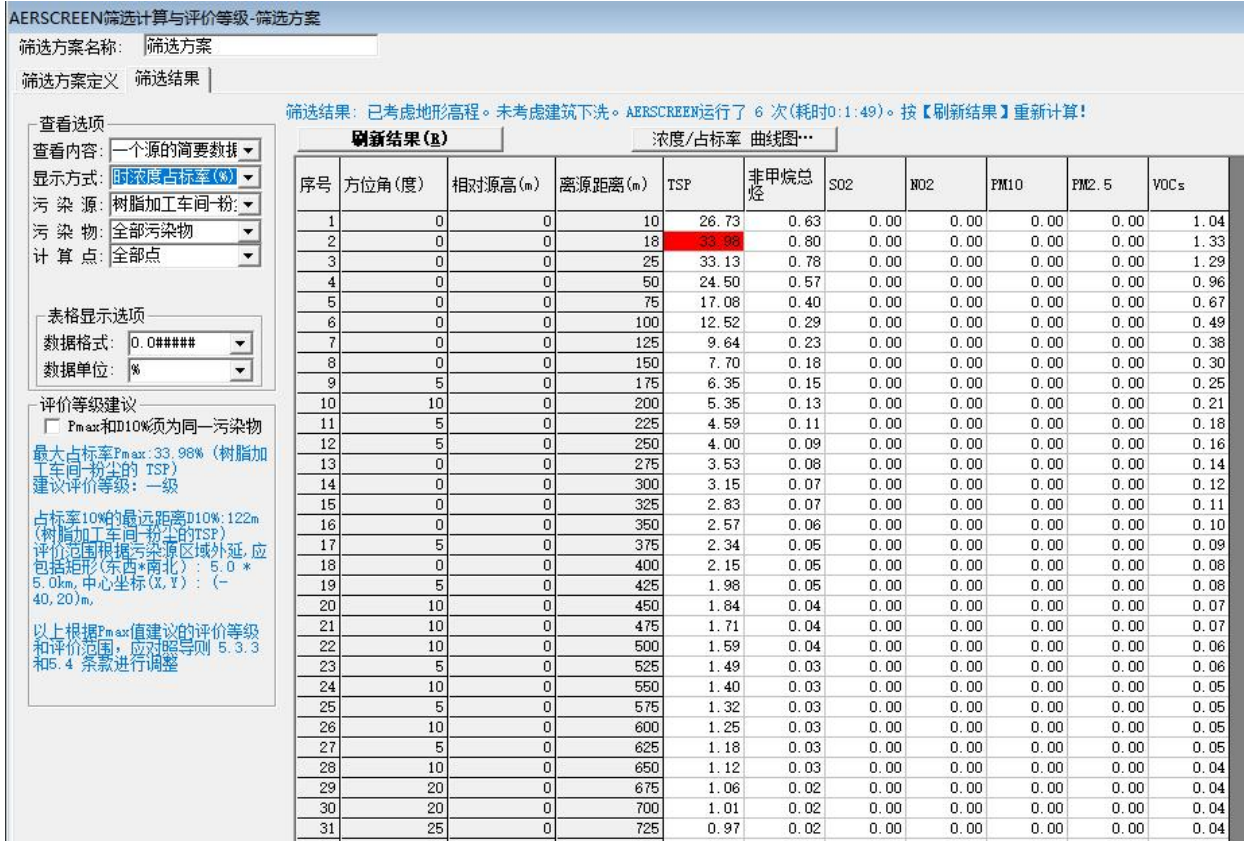 AERSCREEN筛选计算与评价等级-筛选方案
筛选方案名称: 筛选方案
筛选方案定义 筛选结果
筛选结果: 已考虑地形高程。未考虑建筑下洗。AERSCREEN运行了 6 次(耗时0:1:49)。按【刷新结果】重新计算!
刷新结果(R) 浓度/占标率 曲线图…
查看选项
查看内容: 一个源的简要数据
显示方式: 时浓度占标率(%)
污 染 源: 树脂加工车间-粉
污 染 物: 全部污染物
计 算 点: 全部点
表格显示选项
数据格式: 0.0#####
数据单位: %
评价等级建议
Pmax和D10%须为同一污染物
最大占标率Pmax:33.98% (树脂加
工车间-粉尘的 TSP)
建议评价等级: 一级
占标率10%的最远距离D10%:122m
(树脂加工车间-粉尘的TSP)
评价范围根据污染源区域外延,应
包括矩形(东西*南北) : 5.0 *
5.0km,中心坐标(X,Y) : (-
40,20)m,
以上根据Pmax值建议的评价等级
和评价范围,应对照导则 5.3.3
和5.4 条款进行调整
序号 方位角(度) 相对源高(m) 离源距离(m) TSP 非甲烷总烃 SO2 NO2 PM10 PM2.5 VOCs
1 0 0 10 26.73 0.63 0.00 0.00 0.00 0.00 1.04
2 0 0 18 33.98 0.80 0.00 0.00 0.00 0.00 1.33
3 0 0 25 33.13 0.78 0.00 0.00 0.00 0.00 1.29
4 0 0 50 24.50 0.57 0.00 0.00 0.00 0.00 0.96
5 0 0 75 17.08 0.40 0.00 0.00 0.00 0.00 0.67
6 0 0 100 12.52 0.29 0.00 0.00 0.00 0.00 0.49
7 0 0 125 9.64 0.23 0.00 0.00 0.00 0.00 0.38
8 0 0 150 7.70 0.18 0.00 0.00 0.00 0.00 0.30
9 5 0 175 6.35 0.15 0.00 0.00 0.00 0.00 0.25
10 10 0 200 5.35 0.13 0.00 0.00 0.00 0.00 0.21
11 5 0 225 4.59 0.11 0.00 0.00 0.00 0.00 0.18
12 5 0 250 4.00 0.09 0.00 0.00 0.00 0.00 0.16
13 0 0 275 3.53 0.08 0.00 0.00 0.00 0.00 0.14
14 0 0 300 3.15 0.07 0.00 0.00 0.00 0.00 0.12
15 0 0 325 2.83 0.07 0.00 0.00 0.00 0.00 0.11
16 0 0 350 2.57 0.06 0.00 0.00 0.00 0.00 0.10
17 5 0 375 2.34 0.05 0.00 0.00 0.00 0.00 0.09
18 0 0 400 2.15 0.05 0.00 0.00 0.00 0.00 0.08
19 5 0 425 1.98 0.05 0.00 0.00 0.00 0.00 0.08
20 10 0 450 1.84 0.04 0.00 0.00 0.00 0.00 0.07
21 10 0 475 1.71 0.04 0.00 0.00 0.00 0.00 0.07
22 10 0 500 1.59 0.04 0.00 0.00 0.00 0.00 0.06
23 5 0 525 1.49 0.03 0.00 0.00 0.00 0.00 0.06
24 10 0 550 1.40 0.03 0.00 0.00 0.00 0.00 0.05
25 5 0 575 1.32 0.03 0.00 0.00 0.00 0.00 0.05
26 10 0 600 1.25 0.03 0.00 0.00 0.00 0.00 0.05
27 5 0 625 1.18 0.03 0.00 0.00 0.00 0.00 0.05
28 10 0 650 1.12 0.03 0.00 0.00 0.00 0.00 0.04
29 20 0 675 1.06 0.02 0.00 0.00 0.00 0.00 0.04
30 20 0 700 1.01 0.02 0.00 0.00 0.00 0.00 0.04
31 25 0 725 0.97 0.02 0.00 0.00 0.00 0.00 0.04